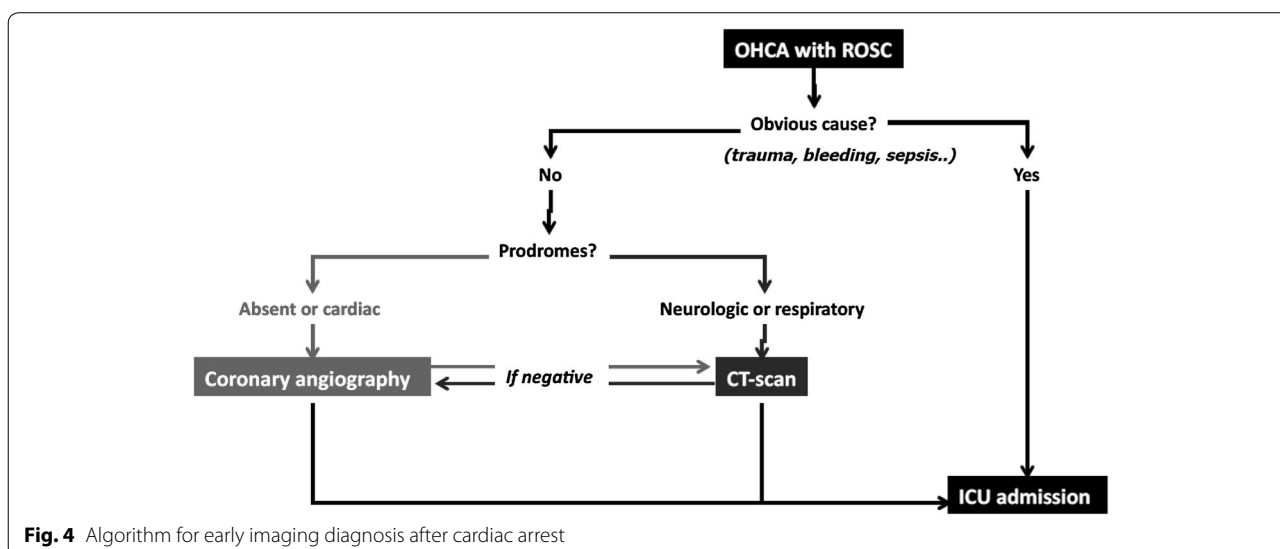 OHCA with ROSC
Obvious cause?
(trauma, bleeding, sepsis..)
No
Yes
Prodromes?
Absent or cardiac
Neurologic or respiratory
Coronary angiography
If negative
CT-scan
ICU admission
Fig. 4 Algorithm for early imaging diagnosis after cardiac arrest